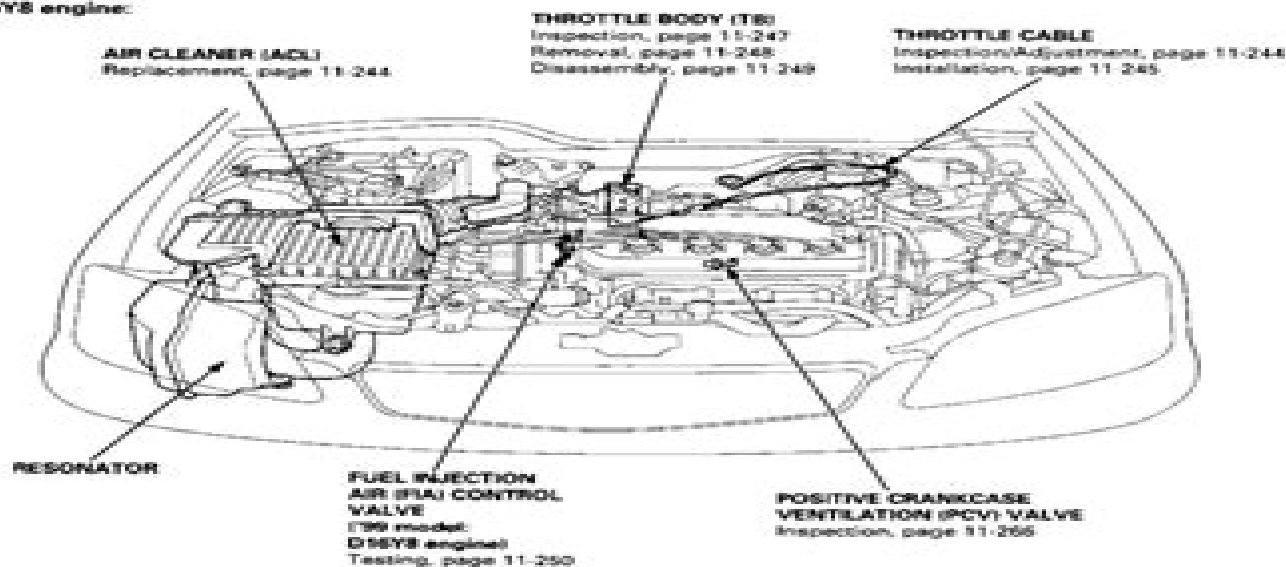 6Y8 engine:
AIR CLEANER (ACL)
Replacement, page 11-244
THROTTLE BODY (TB)
Inspection, page 11-247
Removal, page 11-248
Disassembly, page 11-249
THROTTLE CABLE
Inspection/Adjustment, page 11-244
Installation, page 11-245
RESONATOR
FUEL INJECTION
AIR (FIA) CONTROL
VALVE
('99 model:
D16Y8 engine)
Testing, page 11-250
POSITIVE CRANKCASE
VENTILATION (PCV) VALVE
Inspection, page 11-266